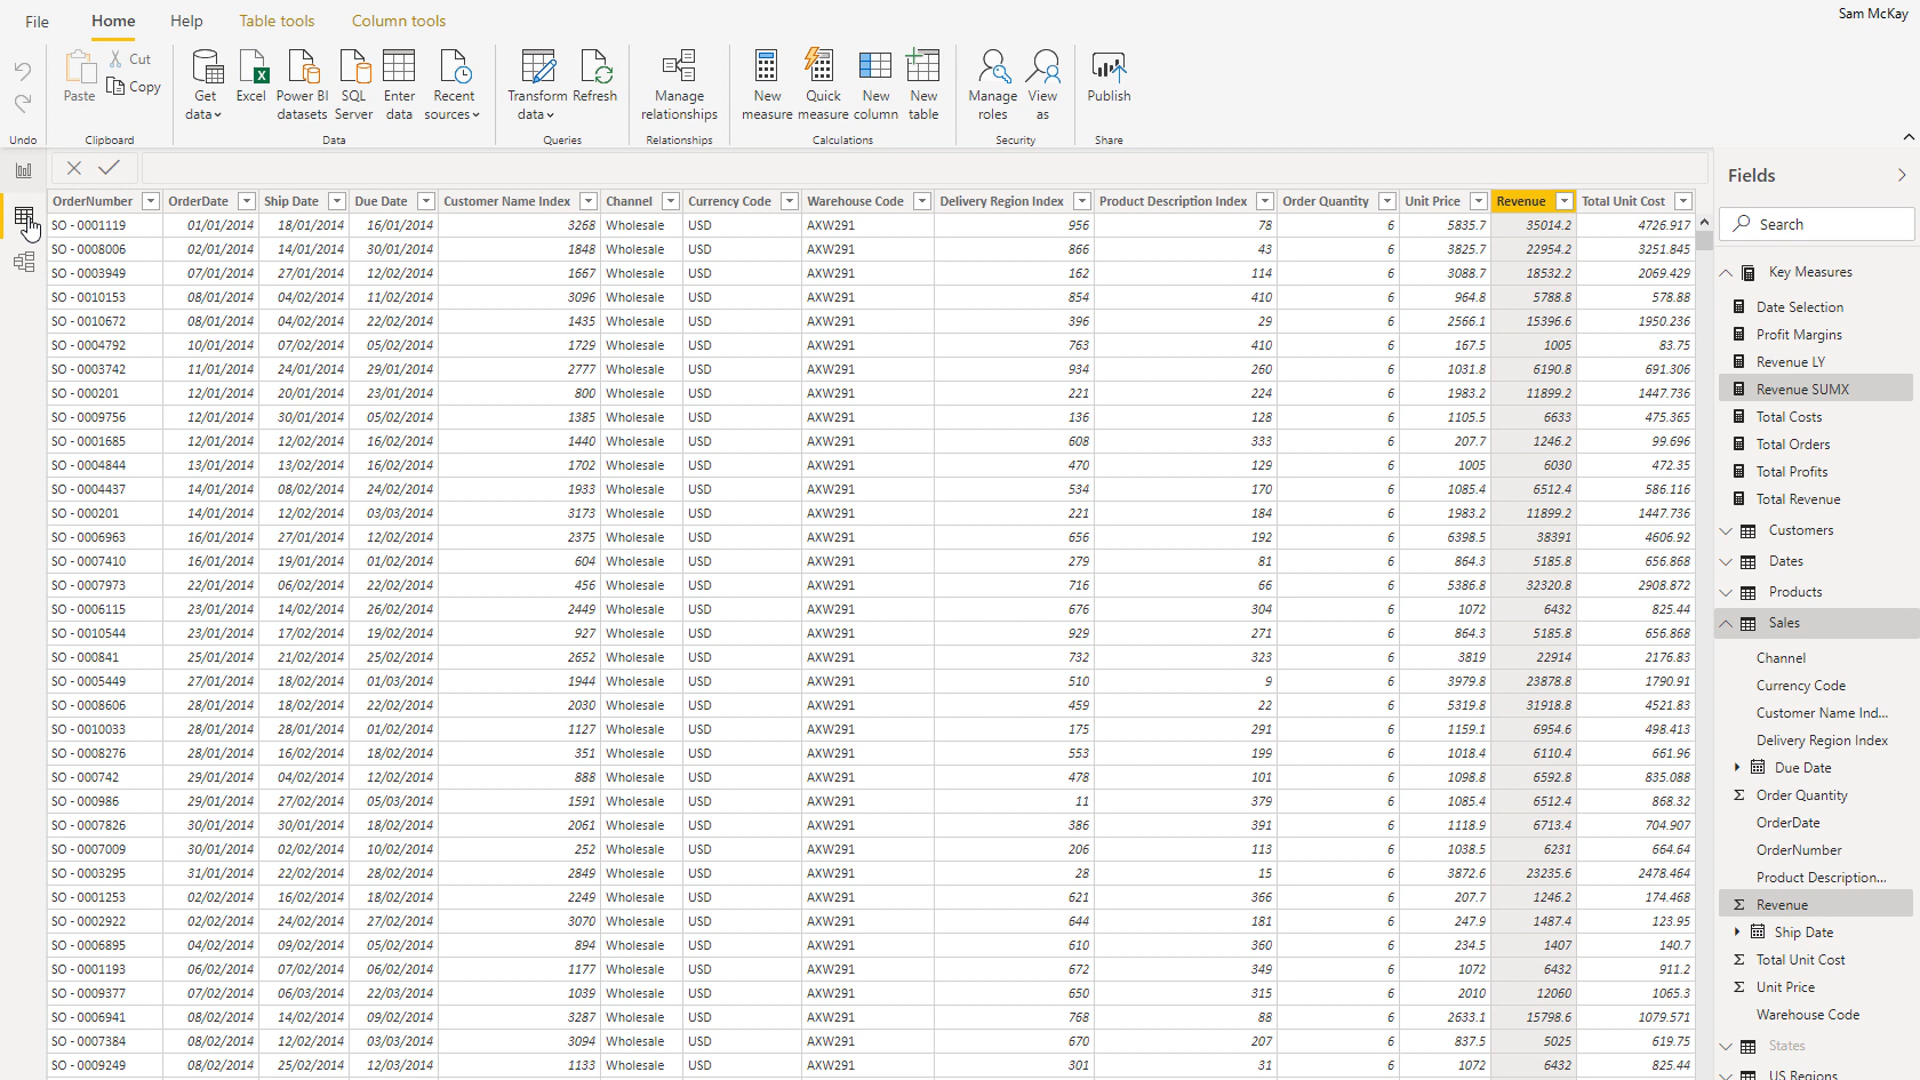 Sam McKay
File Home Help Table tools Column tools
Undo
Paste Cut Copy
Clipboard
Get data Excel Power BI datasets SQL Server Enter data Recent sources
Data
Transform data Refresh
Queries
Manage relationships
Relationships
New measure Quick measure New column New table
Calculations
Manage roles View as
Security
Publish
Share
OrderNumber OrderDate Ship Date Due Date Customer Name Index Channel Currency Code Warehouse Code Delivery Region Index Product Description Index Order Quantity Unit Price Revenue Total Unit Cost
SO - 0001119 01/01/2014 18/01/2014 16/01/2014 3268 Wholesale USD AXW291 956 78 6 5835.7 35014.2 4726.917
SO - 0008006 02/01/2014 14/01/2014 30/01/2014 1848 Wholesale USD AXW291 866 43 6 3825.7 22954.2 3251.845
SO - 0003949 07/01/2014 27/01/2014 12/02/2014 1667 Wholesale USD AXW291 162 114 6 3088.7 18532.2 2069.429
SO - 0010153 08/01/2014 04/02/2014 11/02/2014 3096 Wholesale USD AXW291 854 410 6 964.8 5788.8 578.88
SO - 0010672 08/01/2014 04/02/2014 22/02/2014 1435 Wholesale USD AXW291 396 29 6 2566.1 15396.6 1950.236
SO - 0004792 10/01/2014 07/02/2014 05/02/2014 1729 Wholesale USD AXW291 763 410 6 167.5 1005 83.75
SO - 0003742 11/01/2014 24/01/2014 29/01/2014 2777 Wholesale USD AXW291 934 260 6 1031.8 6190.8 691.306
SO - 000201 12/01/2014 20/01/2014 23/01/2014 800 Wholesale USD AXW291 221 224 6 1983.2 11899.2 1447.736
SO - 0009756 12/01/2014 30/01/2014 05/02/2014 1385 Wholesale USD AXW291 136 128 6 1105.5 6633 475.365
SO - 0001685 12/01/2014 12/02/2014 16/02/2014 1440 Wholesale USD AXW291 608 333 6 207.7 1246.2 99.696
SO - 0004844 13/01/2014 13/02/2014 16/02/2014 1702 Wholesale USD AXW291 470 129 6 1005 6030 472.35
SO - 0004437 14/01/2014 08/02/2014 24/02/2014 1933 Wholesale USD AXW291 534 170 6 1085.4 6512.4 586.116
SO - 000201 14/01/2014 12/02/2014 03/03/2014 3173 Wholesale USD AXW291 221 184 6 1983.2 11899.2 1447.736
SO - 0006963 16/01/2014 27/01/2014 12/02/2014 2375 Wholesale USD AXW291 656 192 6 6398.5 38391 4606.92
SO - 0007410 16/01/2014 19/01/2014 01/02/2014 604 Wholesale USD AXW291 279 81 6 864.3 5185.8 656.868
SO - 0007973 22/01/2014 06/02/2014 22/02/2014 456 Wholesale USD AXW291 716 66 6 5386.8 32320.8 2908.872
SO - 0006115 23/01/2014 14/02/2014 26/02/2014 2449 Wholesale USD AXW291 676 304 6 1072 6432 825.44
SO - 0010544 23/01/2014 17/02/2014 19/02/2014 927 Wholesale USD AXW291 929 271 6 864.3 5185.8 656.868
SO - 000841 25/01/2014 21/02/2014 25/02/2014 2652 Wholesale USD AXW291 732 323 6 3819 22914 2176.83
SO - 0005449 27/01/2014 18/02/2014 01/03/2014 1944 Wholesale USD AXW291 510 9 6 3979.8 23878.8 1790.91
SO - 0008606 28/01/2014 18/02/2014 22/02/2014 2030 Wholesale USD AXW291 459 22 6 5319.8 31918.8 4521.83
SO - 0010033 28/01/2014 28/01/2014 01/02/2014 1127 Wholesale USD AXW291 175 291 6 1159.1 6954.6 498.413
SO - 0008276 28/01/2014 16/02/2014 18/02/2014 351 Wholesale USD AXW291 553 199 6 1018.4 6110.4 661.96
SO - 000742 29/01/2014 04/02/2014 12/02/2014 888 Wholesale USD AXW291 478 101 6 1098.8 6592.8 835.088
SO - 000986 29/01/2014 27/02/2014 05/03/2014 1591 Wholesale USD AXW291 11 379 6 1085.4 6512.4 868.32
SO - 0007826 30/01/2014 30/01/2014 18/02/2014 2061 Wholesale USD AXW291 386 391 6 1118.9 6713.4 704.907
SO - 0007009 30/01/2014 02/02/2014 10/02/2014 252 Wholesale USD AXW291 206 113 6 1038.5 6231 664.64
SO - 0003295 31/01/2014 22/02/2014 28/02/2014 2849 Wholesale USD AXW291 28 15 6 3872.6 23235.6 2478.464
SO - 0001253 02/02/2014 16/02/2014 18/02/2014 2249 Wholesale USD AXW291 621 366 6 207.7 1246.2 174.468
SO - 0002922 02/02/2014 24/02/2014 27/02/2014 3070 Wholesale USD AXW291 644 181 6 247.9 1487.4 123.95
SO - 0006895 04/02/2014 09/02/2014 05/02/2014 894 Wholesale USD AXW291 610 360 6 234.5 1407 140.7
SO - 0001193 06/02/2014 07/02/2014 06/02/2014 1177 Wholesale USD AXW291 672 349 6 1072 6432 911.2
SO - 0009377 07/02/2014 06/03/2014 22/03/2014 1039 Wholesale USD AXW291 650 315 6 2010 12060 1065.3
SO - 0006941 08/02/2014 14/02/2014 09/02/2014 3287 Wholesale USD AXW291 768 88 6 2633.1 15798.6 1079.571
SO - 0007384 08/02/2014 12/02/2014 03/03/2014 3094 Wholesale USD AXW291 670 207 6 837.5 5025 619.75
SO - 0009249 08/02/2014 25/02/2014 12/03/2014 1133 Wholesale USD AXW291 301 31 6 1072 6432 825.44
Fields
Search
Key Measures
Date Selection
Profit Margins
Revenue LY
Revenue SUMX
Total Costs
Total Orders
Total Profits
Total Revenue
Customers
Dates
Products
Sales
Channel
Currency Code
Customer Name Ind...
Delivery Region Index
Due Date
Order Quantity
OrderDate
OrderNumber
Product Description...
Revenue
Ship Date
Total Unit Cost
Unit Price
Warehouse Code
States
US Regions